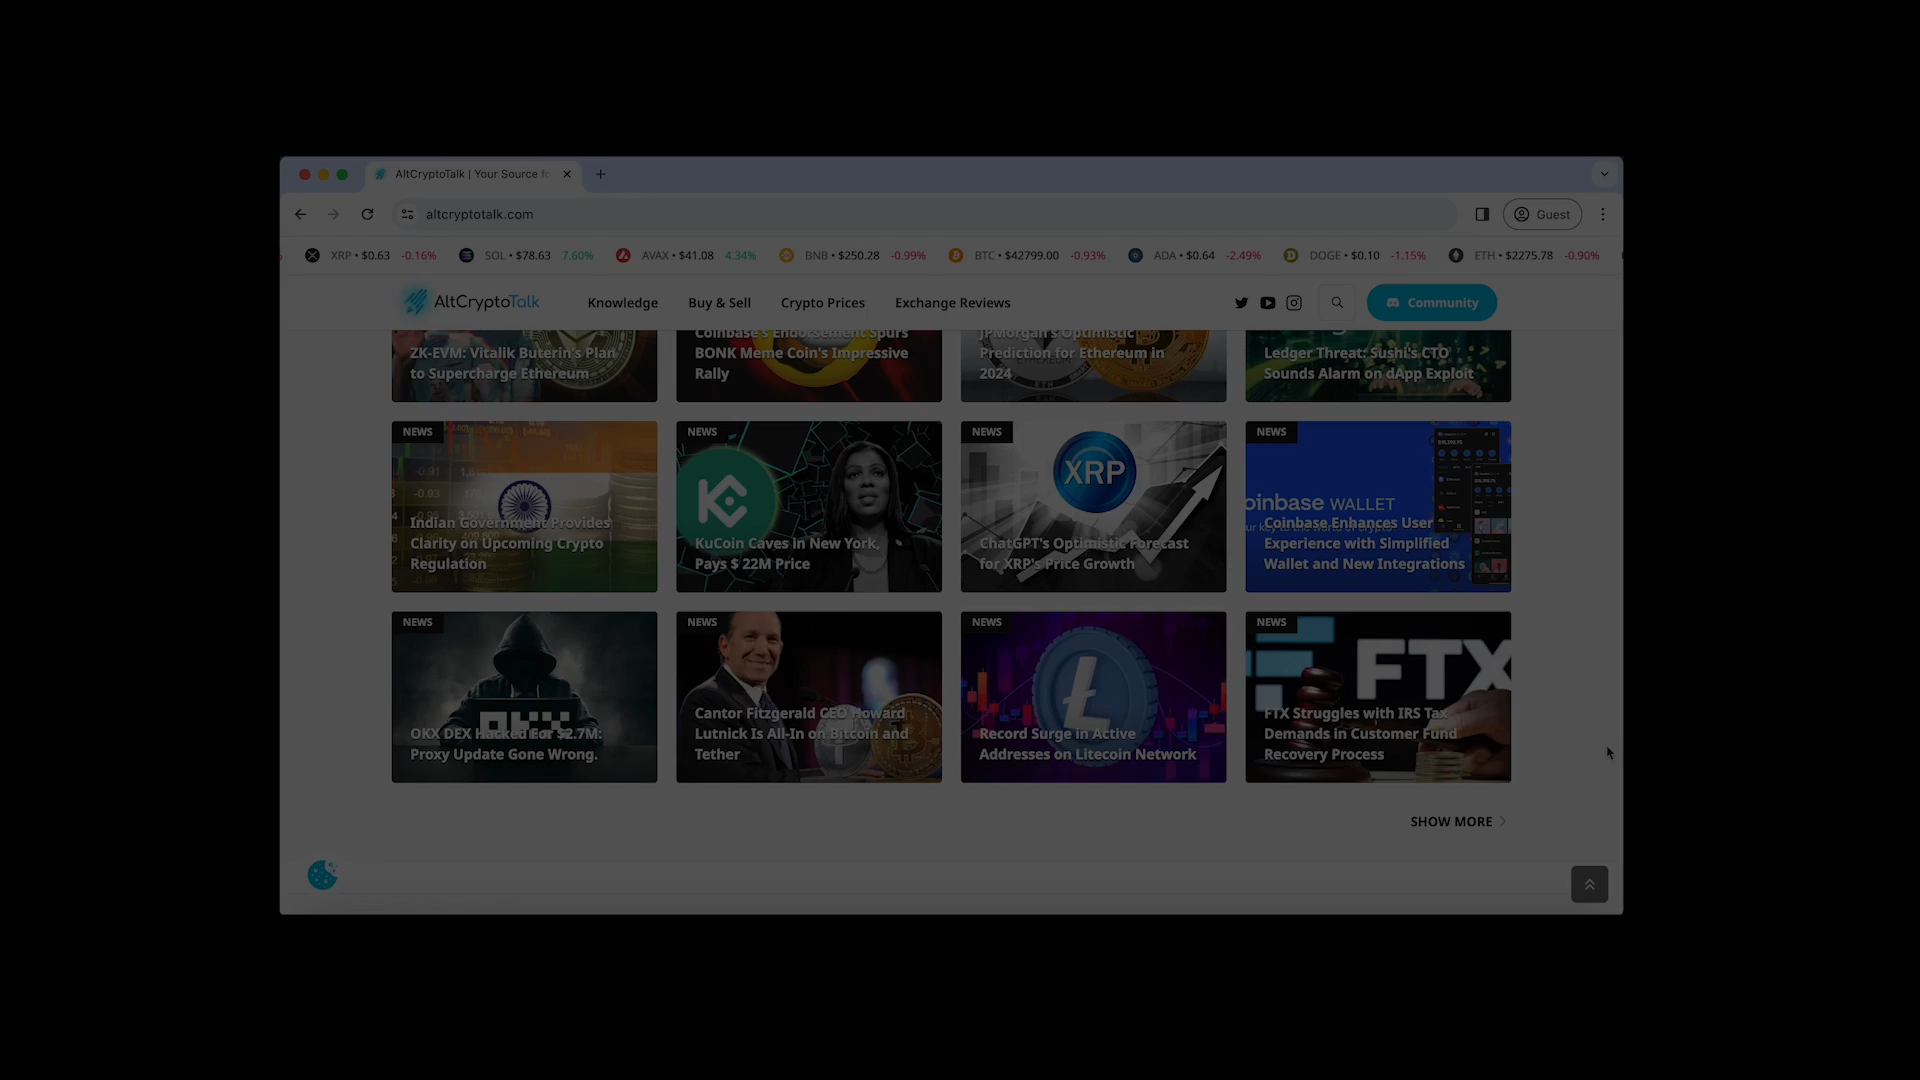 AltCryptoTalk | Your Source fo
altcryptotalk.com
Guest
XRP • $0.63 -0.16% SOL • $78.63 7.60% AVAX • $41.08 4.34% BNB • $250.28 -0.99% BTC • $42799.00 -0.93% ADA • $0.64 -2.49% DOGE • $0.10 -1.15% ETH • $2275.78 -0.90%
AltCryptoTalk
Knowledge
Buy & Sell
Crypto Prices
Exchange Reviews
Community
ZK-EVM: Vitalik Buterin's Plan
to Supercharge Ethereum
Coinbase's Endorsement Spurs
BONK Meme Coin's Impressive
Rally
JPMorgan's Optimistic
Prediction for Ethereum in
2024
Ledger Threat: Sushi's CTO
Sounds Alarm on dApp Exploit
NEWS
Indian Government Provides
Clarity on Upcoming Crypto
Regulation
NEWS
KuCoin Caves in New York,
Pays $ 22M Price
NEWS
XRP
ChatGPT's Optimistic Forecast
for XRP's Price Growth
NEWS
oinbase WALLET
Coinbase Enhances User
Experience with Simplified
Wallet and New Integrations
NEWS
OKX DEX Hacked For $2.7M:
Proxy Update Gone Wrong.
NEWS
Cantor Fitzgerald CEO Howard
Lutnick Is All-In on Bitcoin and
Tether
NEWS
Record Surge in Active
Addresses on Litecoin Network
NEWS
FTX
FTX Struggles with IRS Tax
Demands in Customer Fund
Recovery Process
SHOW MORE